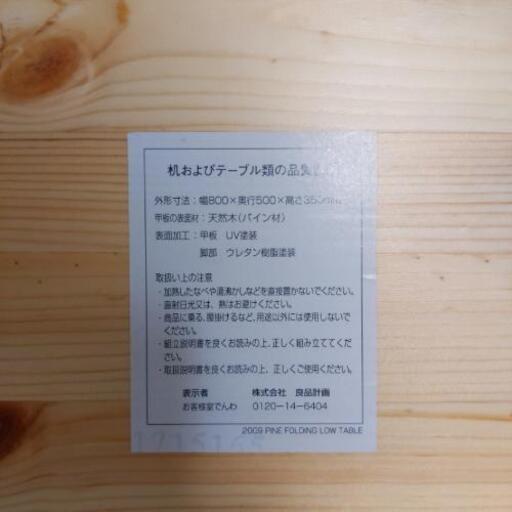 机およびテーブル類の品質
外形寸法：幅800×奥行500×高さ350mm
甲板の表面材：天然木(パイン材)
表面加工：甲板　UV塗装
脚部　ウレタン樹脂塗装
取扱い上の注意
・加熱したなべや湯沸かしなどを直接置かないでください。
・直射日光又は、熱はお避けください。
・商品に乗る、腰掛けるなど、用途以外には使用しないで
ください。
・組立説明書を良くお読みの上、正しく組み立ててくだ
さい。
・取扱説明書を良くお読みの上、正しくご使用ください。
表示者　株式会社　良品計画
お客様室でんわ　0120-14-6404
2009 PINE FOLDING LOW TABLE